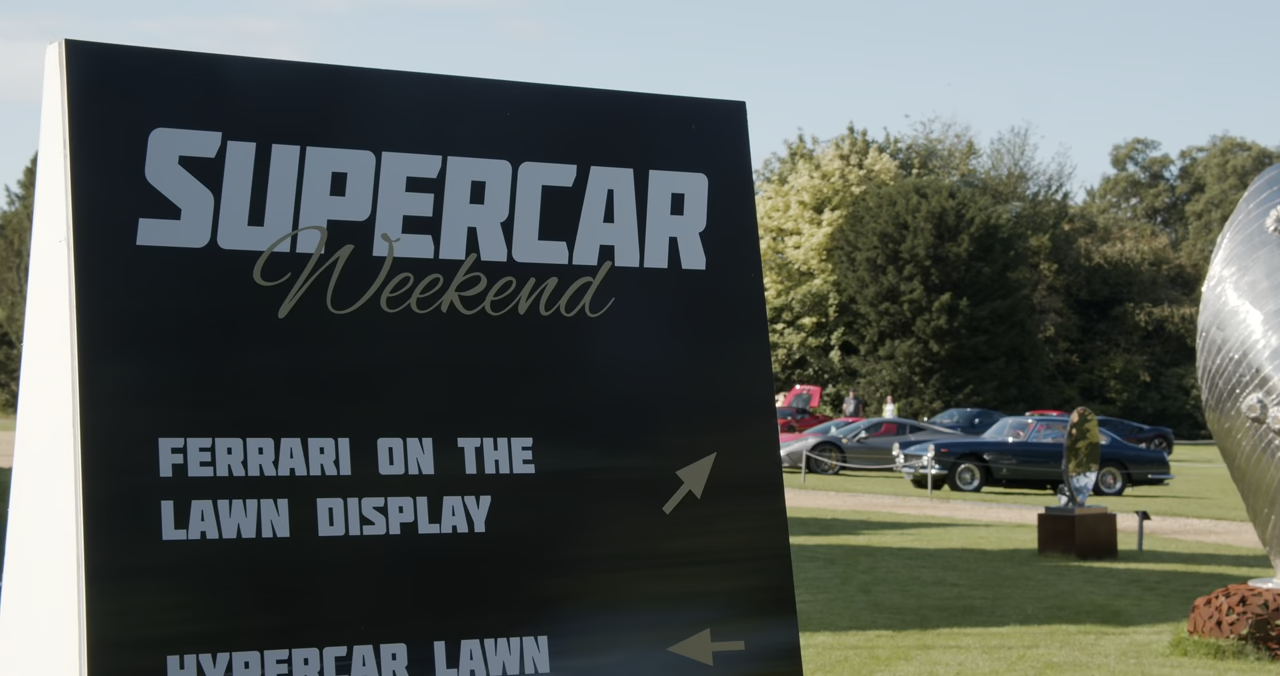 SUPERCAR
Weekend
FERRARI ON THE
LAWN DISPLAY
HYPERCAR LAWN